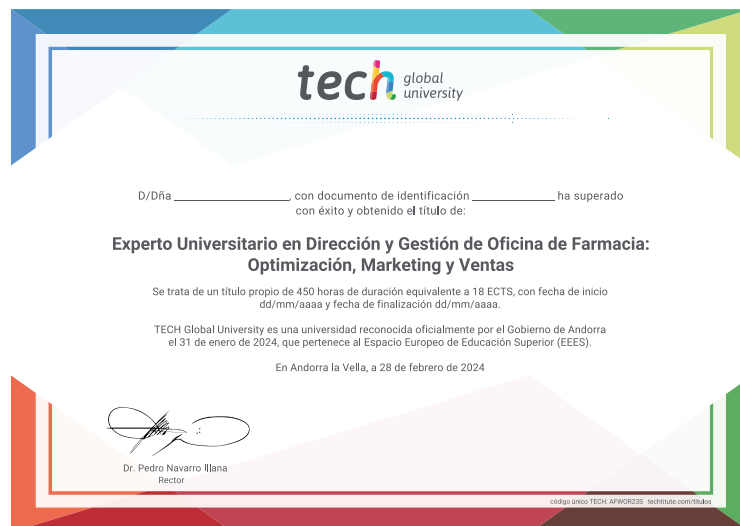 tech global university
D/Dña ______________, con documento de identificación ______________ ha superado
con éxito y obtenido el título de:
Experto Universitario en Dirección y Gestión de Oficina de Farmacia:
Optimización, Marketing y Ventas
Se trata de un título propio de 450 horas de duración equivalente a 18 ECTS, con fecha de inicio
dd/mm/aaaa y fecha de finalización dd/mm/aaaa.
TECH Global University es una universidad reconocida oficialmente por el Gobierno de Andorra
el 31 de enero de 2024, que pertenece al Espacio Europeo de Educación Superior (EEES).
En Andorra la Vella, a 28 de febrero de 2024
Dr. Pedro Navarro Illana
Rector
código único TECH: AFWOR23S techtitute.com/titulos